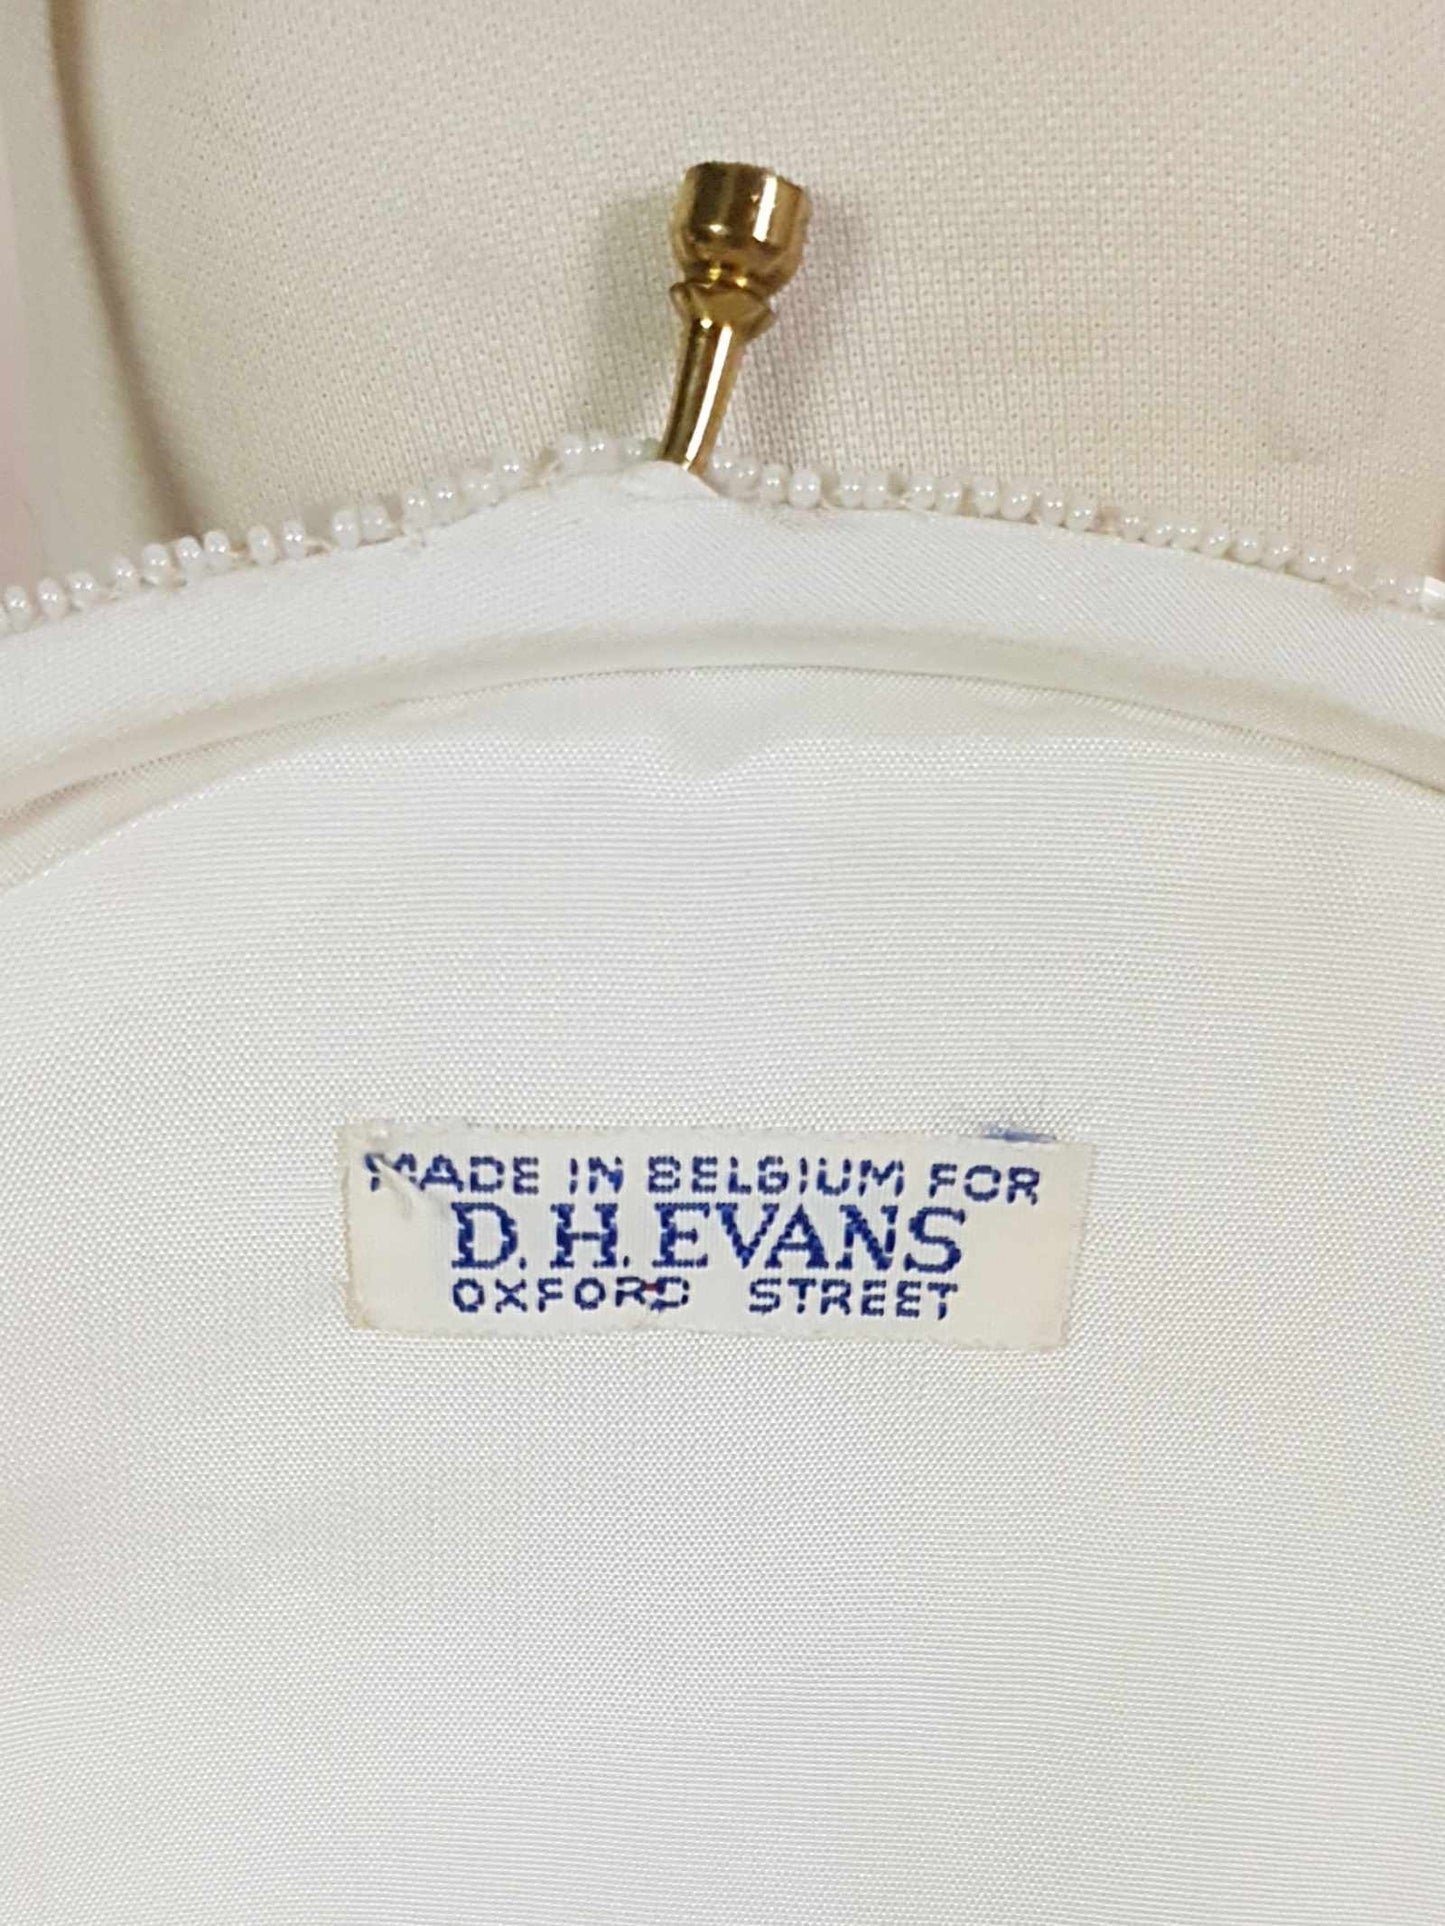 MADE IN BELGIUM FOR
D. H. EVANS
OXFORD STREET